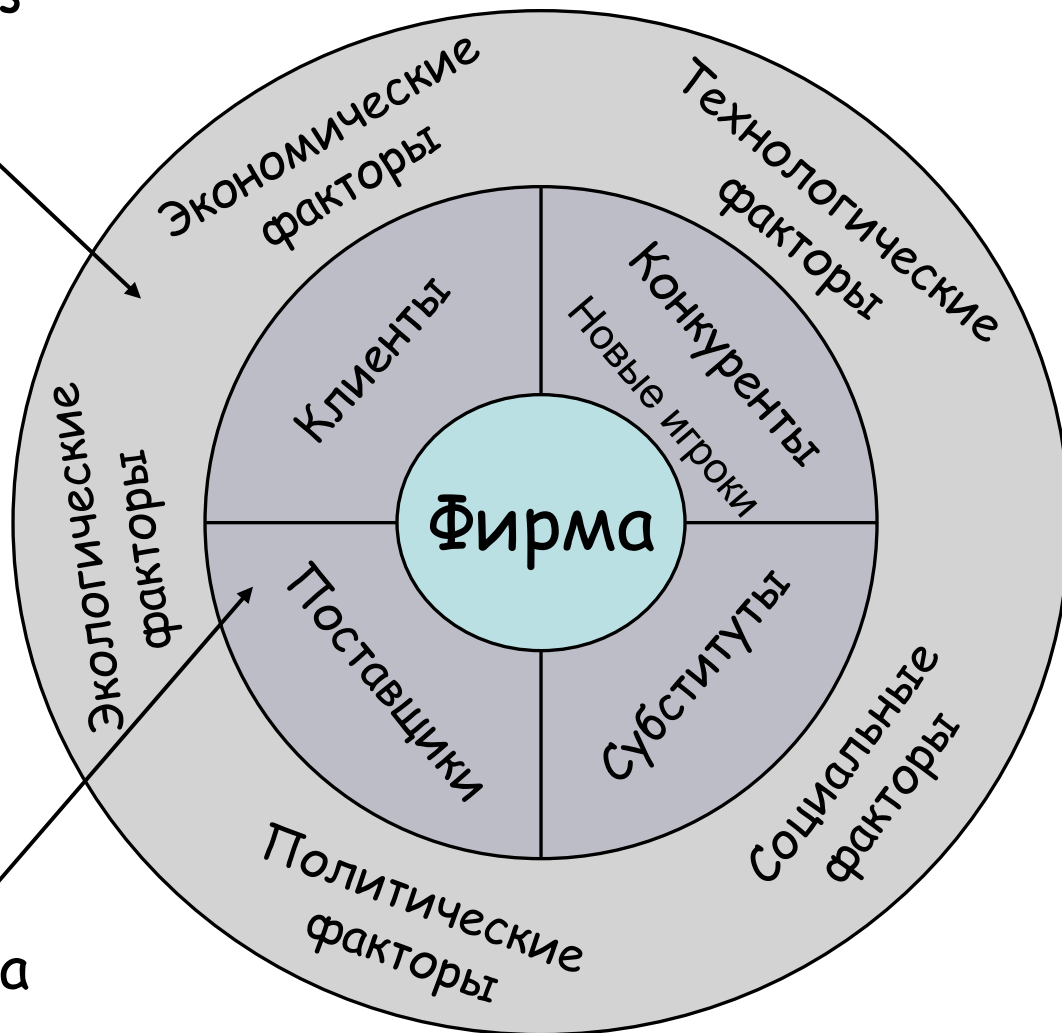 Экономические
факторы
Технологические
факторы
Клиенты
Конкуренты
Новые игроки
Экологические
факторы
Фирма
Поставщики
Субституты
Социальные
факторы
Политические
факторы
а